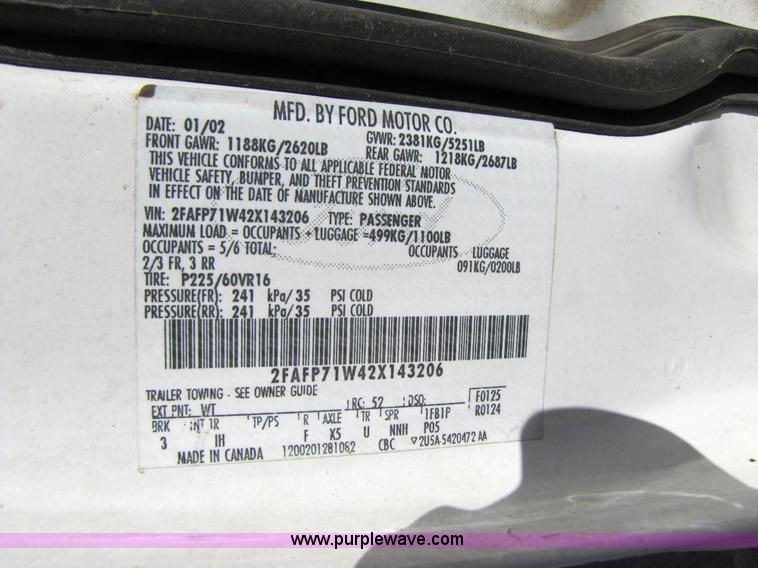 MFD. BY FORD MOTOR CO.
DATE: 01/02 GVWR: 2381KG/5251LB
FRONT GAWR: 1188KG/2620LB REAR GAWR: 1218KG/2687LB
THIS VEHICLE CONFORMS TO ALL APPLICABLE FEDERAL MOTOR
VEHICLE SAFETY, BUMPER, AND THEFT PREVENTION STANDARDS
IN EFFECT ON THE DATE OF MANUFACTURE SHOWN ABOVE.
VIN: 2FAFP71W42X143206 TYPE: PASSENGER
MAXIMUM LOAD = OCCUPANTS + LUGGAGE =499KG/1100LB
OCCUPANTS = 5/6 TOTAL; OCCUPANTS LUGGAGE
2/3 FR, 3 RR 091KG/0200LB
TIRE: P225/60VR16
PRESSURE(FR): 241 kPa/35 PSI COLD
PRESSURE(RR): 241 kPa/35 PSI COLD
2FAFP71W42X143206
TRAILER TOWING - SEE OWNER GUIDE
EXT PNT: WT RC: 52 DSO: F0125
BRK INT TR TP/PS R AXLE TR SPR 1FB1P R0124
3 IH F X5 U NNH P05
MADE IN CANADA 1200201281062 CBC 2U5A-5420472 AA
www.purplewave.com